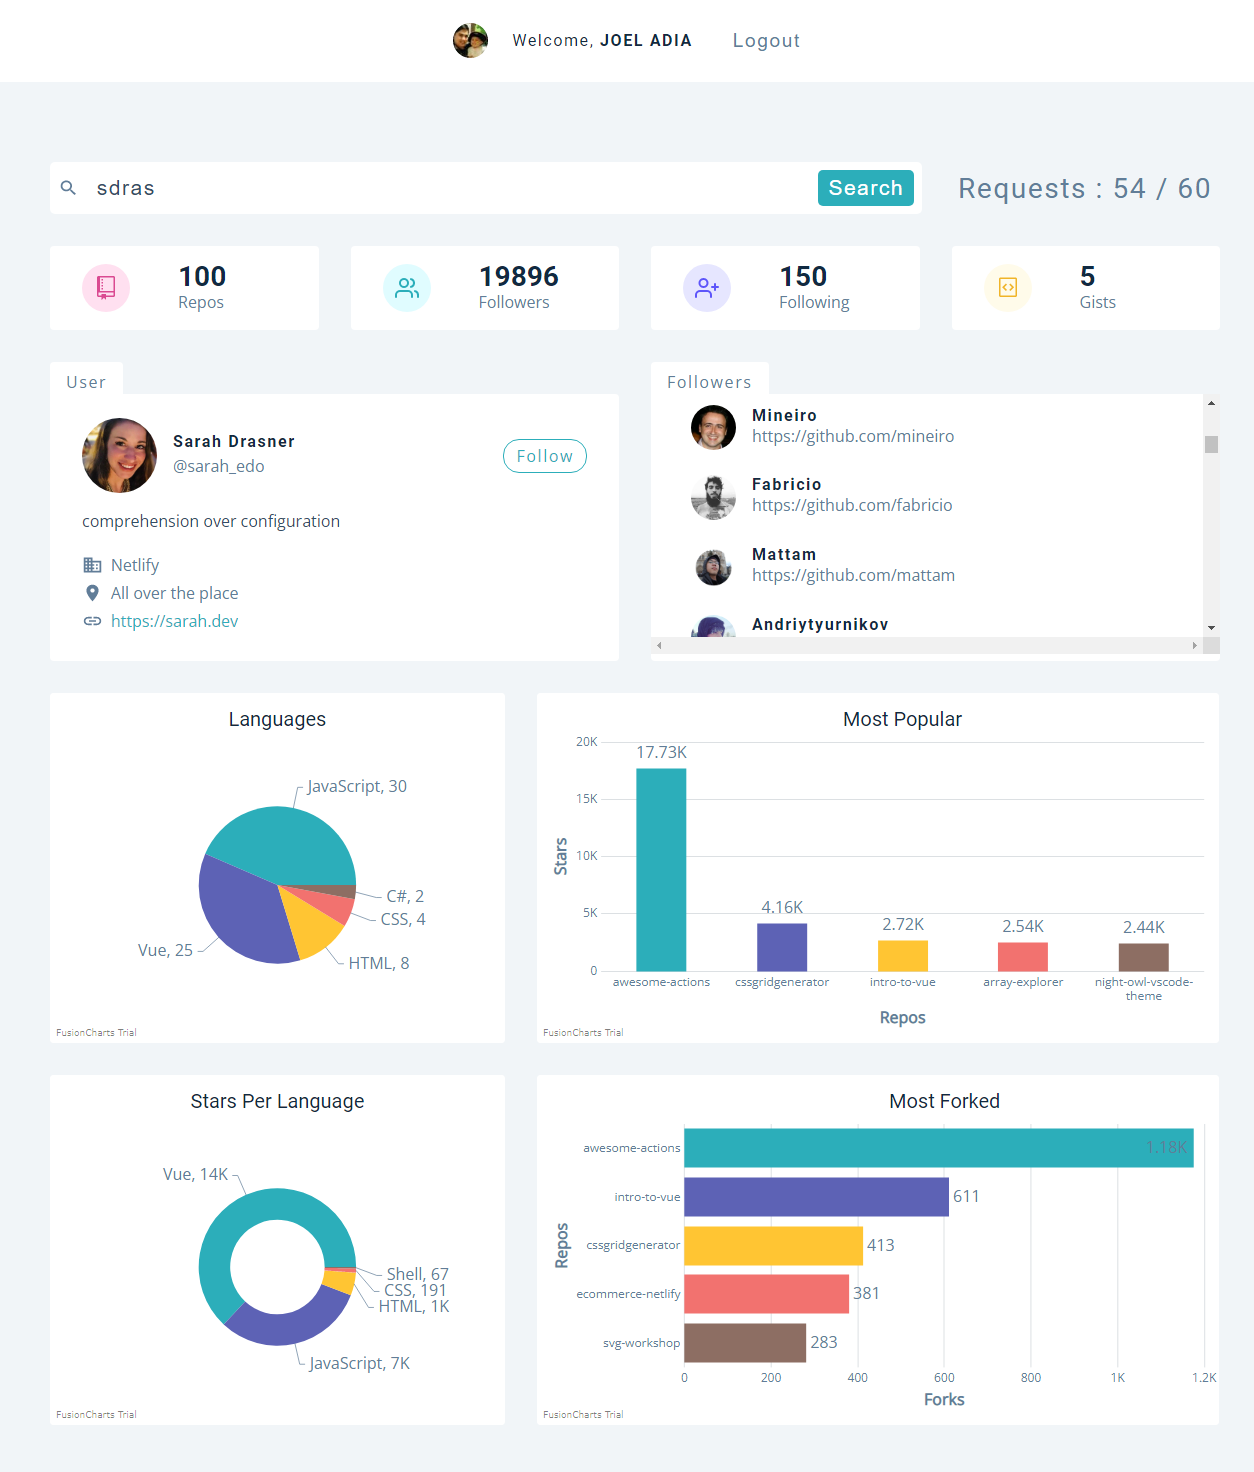 Welcome, JOEL ADIA Logout
sdras Search Requests : 54 / 60
100
Repos
19896
Followers
150
Following
5
Gists
User
Sarah Drasner
@sarah_edo
Follow
comprehension over configuration
Netlify
All over the place
https://sarah.dev
Followers
Mineiro
https://github.com/mineiro
Fabricio
https://github.com/fabricio
Mattam
https://github.com/mattam
Andriytyurnikov
Languages
JavaScript, 30
C#, 2
CSS, 4
HTML, 8
Vue, 25
FusionCharts Trial
Most Popular
Stars
20K
15K
10K
5K
0
17.73K
4.16K
2.72K
2.54K
2.44K
awesome-actions
cssgridgenerator
intro-to-vue
array-explorer
night-owl-vscode-
theme
Repos
FusionCharts Trial
Stars Per Language
Vue, 14K
Shell, 67
CSS, 191
HTML, 1K
JavaScript, 7K
FusionCharts Trial
Most Forked
Repos
awesome-actions 1.18K
intro-to-vue 611
cssgridgenerator 413
ecommerce-netlify 381
svg-workshop 283
0 200 400 600 800 1K 1.2K
Forks
FusionCharts Trial